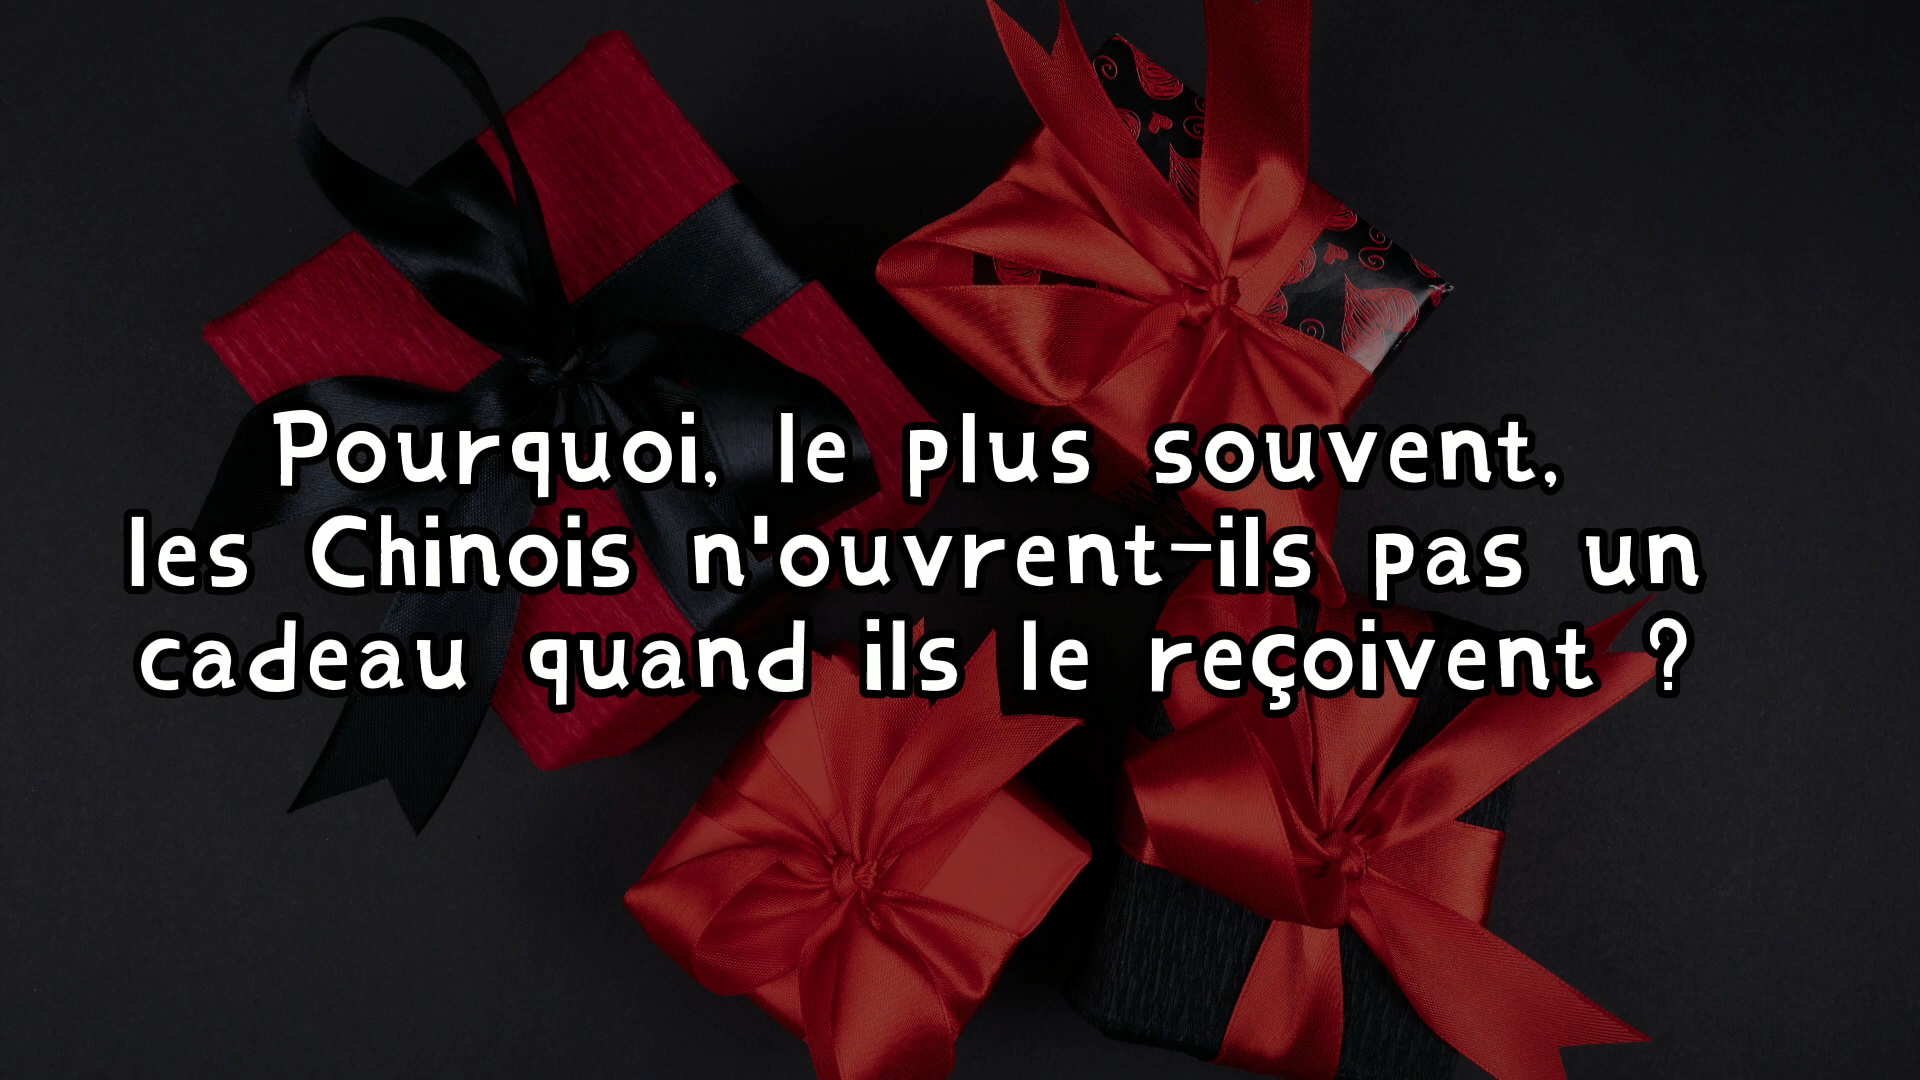 Pourquoi, le plus souvent,
les Chinois n'ouvrent-ils pas un
cadeau quand ils le reçoivent ?